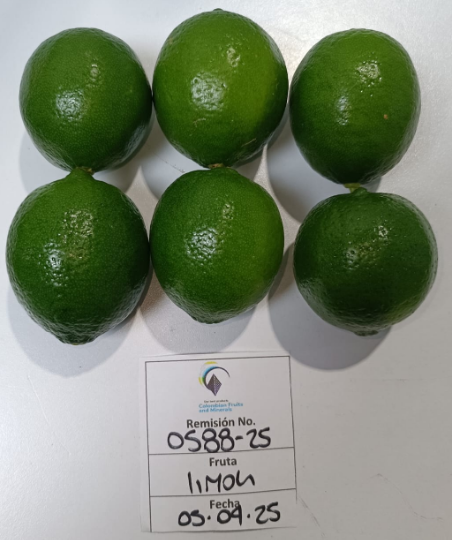 Colombian Fruits
and Minerals
Remisión No.
0588-25
Fruta
lIMON
Fecha
05.09.25